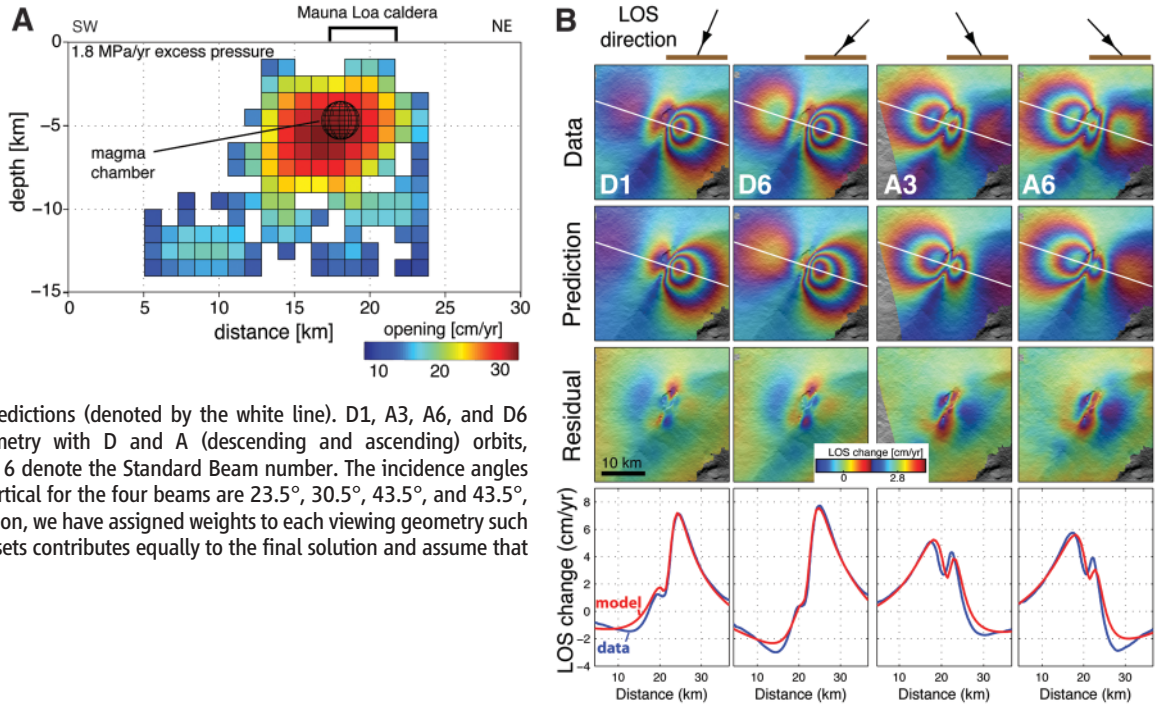 A
SW
Mauna Loa caldera
NE
1.8 MPa/yr excess pressure
0
−5
−10
−15
depth [km]
magma
chamber
0
5
10
15
20
25
30
distance [km]
opening [cm/yr]
10
20
30
edictions (denoted by the white line). D1, A3, A6, and D6
metry with D and A (descending and ascending) orbits,
6 denote the Standard Beam number. The incidence angles
rtical for the four beams are 23.5°, 30.5°, 43.5°, and 43.5°,
on, we have assigned weights to each viewing geometry such
sets contributes equally to the final solution and assume that
B
LOS
direction
Data
D1
D6
A3
A6
Prediction
Residual
10 km
LOS change [cm/yr]
0
2.8
LOS change (cm/yr)
8
6
4
2
0
−2
−4
model
data
10
20
30
10
20
30
10
20
30
10
20
30
Distance (km)
Distance (km)
Distance (km)
Distance (km)